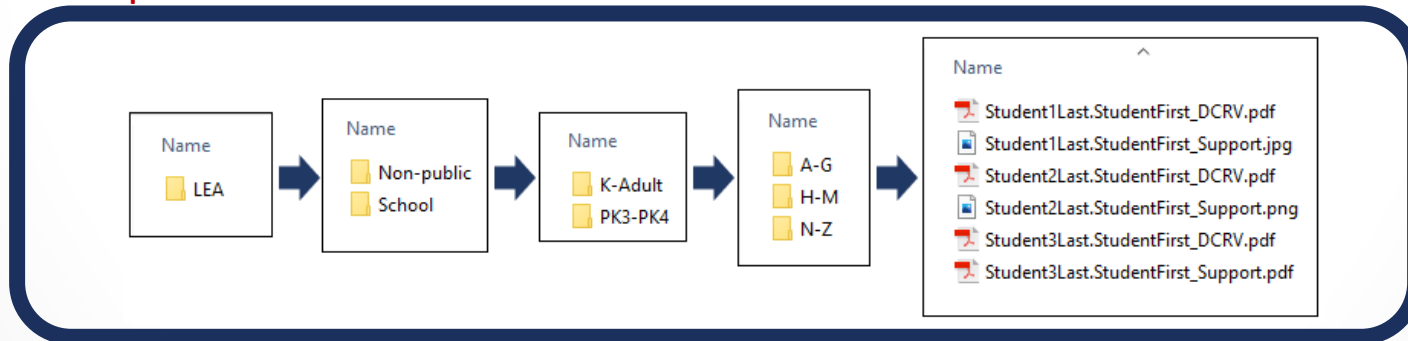 Name
LEA
Name
Non-public
School
Name
K-Adult
PK3-PK4
Name
A-G
H-M
N-Z
Name
Student1Last.StudentFirst_DCRV.pdf
Student1Last.StudentFirst_Support.jpg
Student2Last.StudentFirst_DCRV.pdf
Student2Last.StudentFirst_Support.png
Student3Last.StudentFirst_DCRV.pdf
Student3Last.StudentFirst_Support.pdf